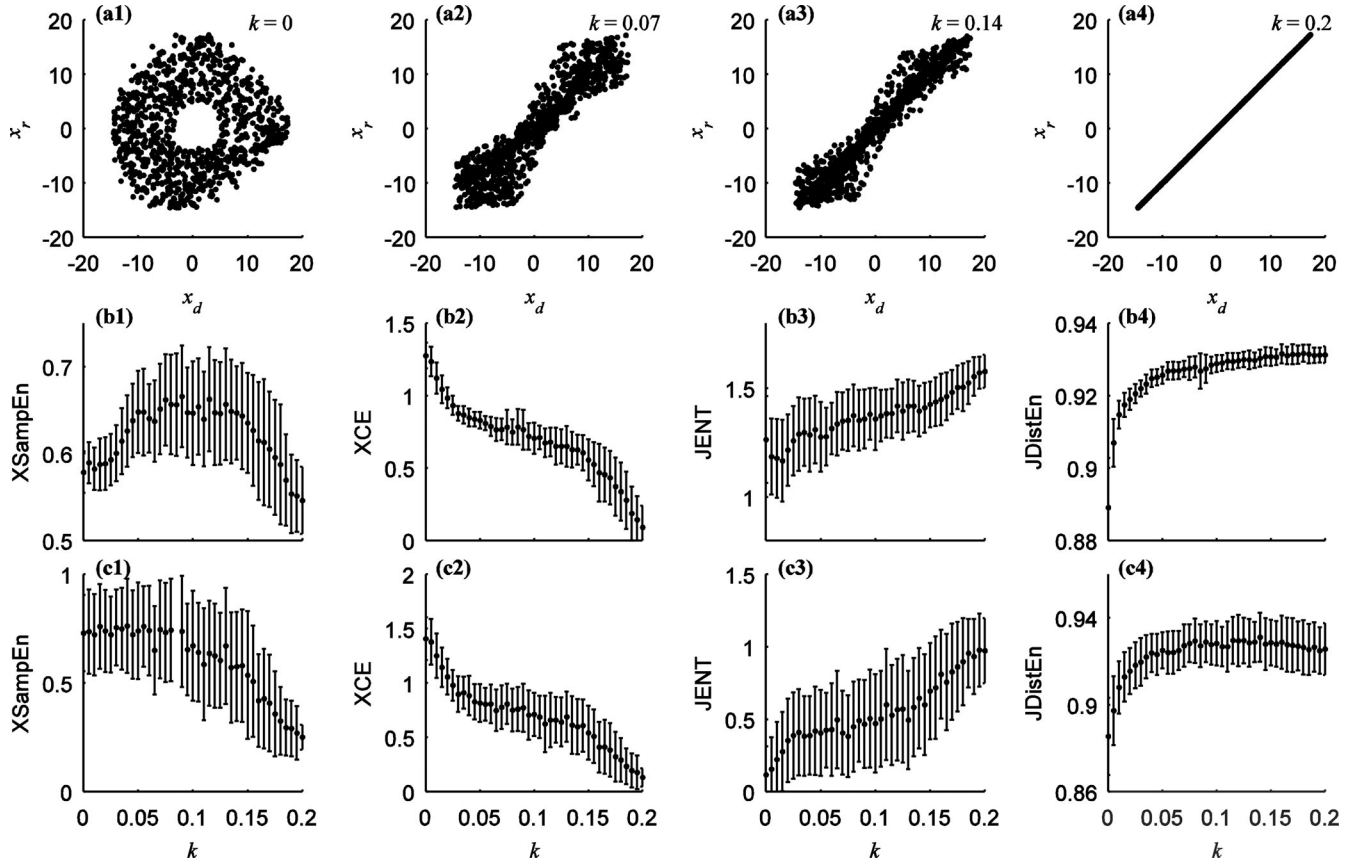 (a1) k = 0
20
10
0
-10
-20
x_r
-20 -10 0 10 20
x_d
(a2) k = 0.07
20
10
0
-10
-20
x_r
-20 -10 0 10 20
x_d
(a3) k = 0.14
20
10
0
-10
-20
x_r
-20 -10 0 10 20
x_d
(a4) k = 0.2
20
10
0
-10
-20
x_r
-20 -10 0 10 20
x_d
(b1)
0.7
0.6
0.5
XSampEn
(b2)
1.5
1
0.5
0
XCE
(b3)
1.5
1
JENT
(b4)
0.94
0.92
0.9
0.88
JDistEn
(c1)
1
0.5
0
XSampEn
0 0.05 0.1 0.15 0.2
k
(c2)
2
1.5
1
0.5
0
XCE
0 0.05 0.1 0.15 0.2
k
(c3)
1.5
1
0.5
0
JENT
0 0.05 0.1 0.15 0.2
k
(c4)
0.94
0.9
0.86
JDistEn
0 0.05 0.1 0.15 0.2
k